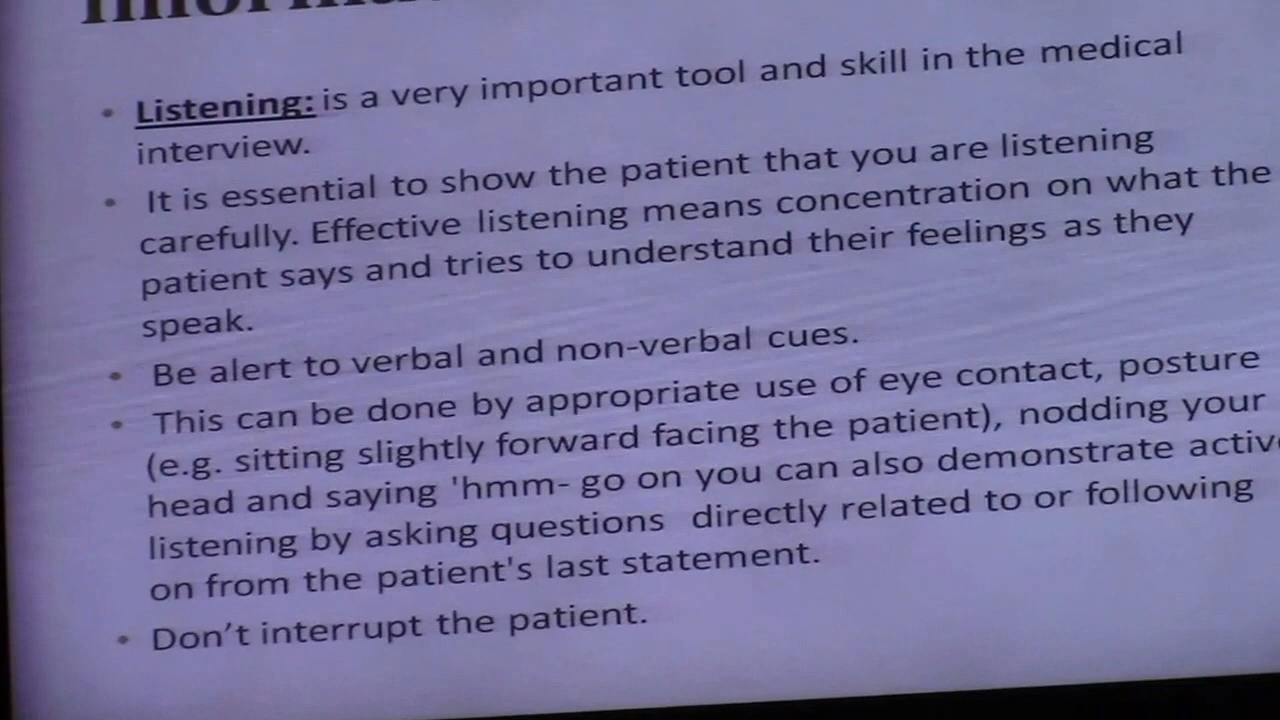 • Listening: is a very important tool and skill in the medical
interview.
• It is essential to show the patient that you are listening
carefully. Effective listening means concentration on what the
patient says and tries to understand their feelings as they
speak.
• Be alert to verbal and non-verbal cues.
• This can be done by appropriate use of eye contact, posture
(e.g. sitting slightly forward facing the patient), nodding your
head and saying 'hmm- go on you can also demonstrate
listening by asking questions directly related to or following
on from the patient's last statement.
• Don't interrupt the patient.